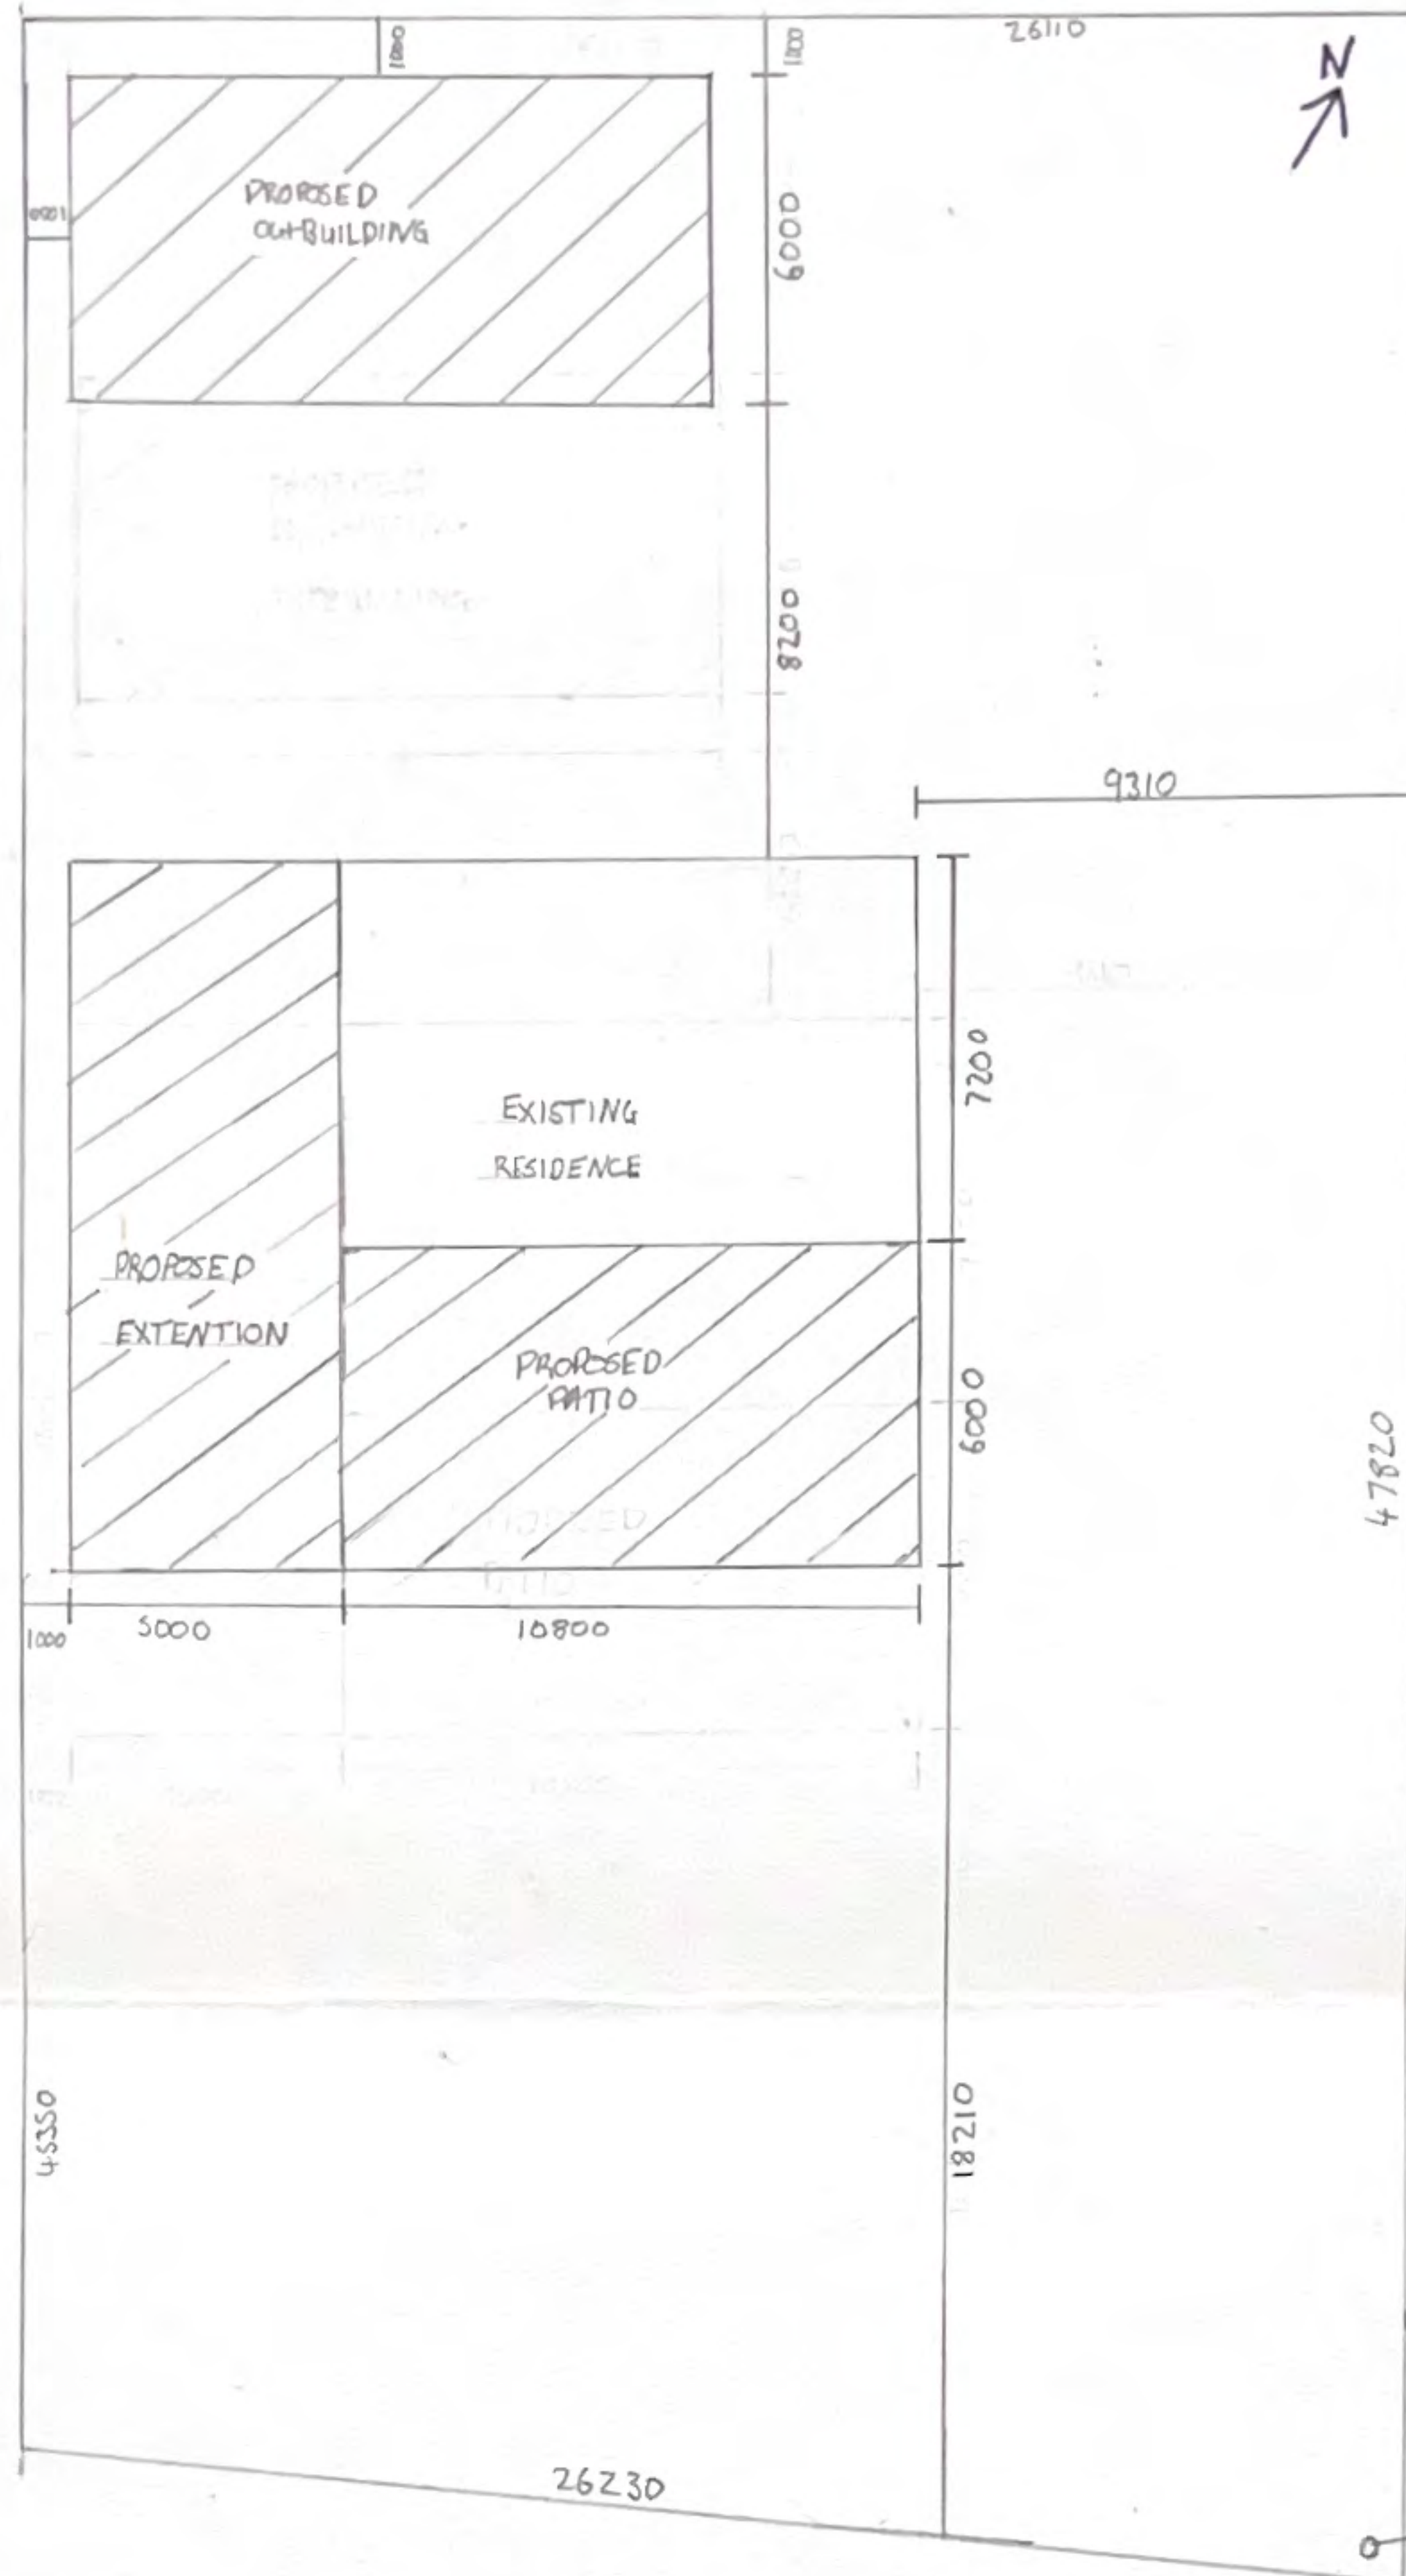 26110
1000
1000
N
PROPOSED
OutBUILDING
1000
6000
8200
9310
7200
EXISTING
RESIDENCE
PROPOSED
EXTENTION
PROPOSED
PATIO
6000
47820
1000
5000
10800
45350
18210
26230